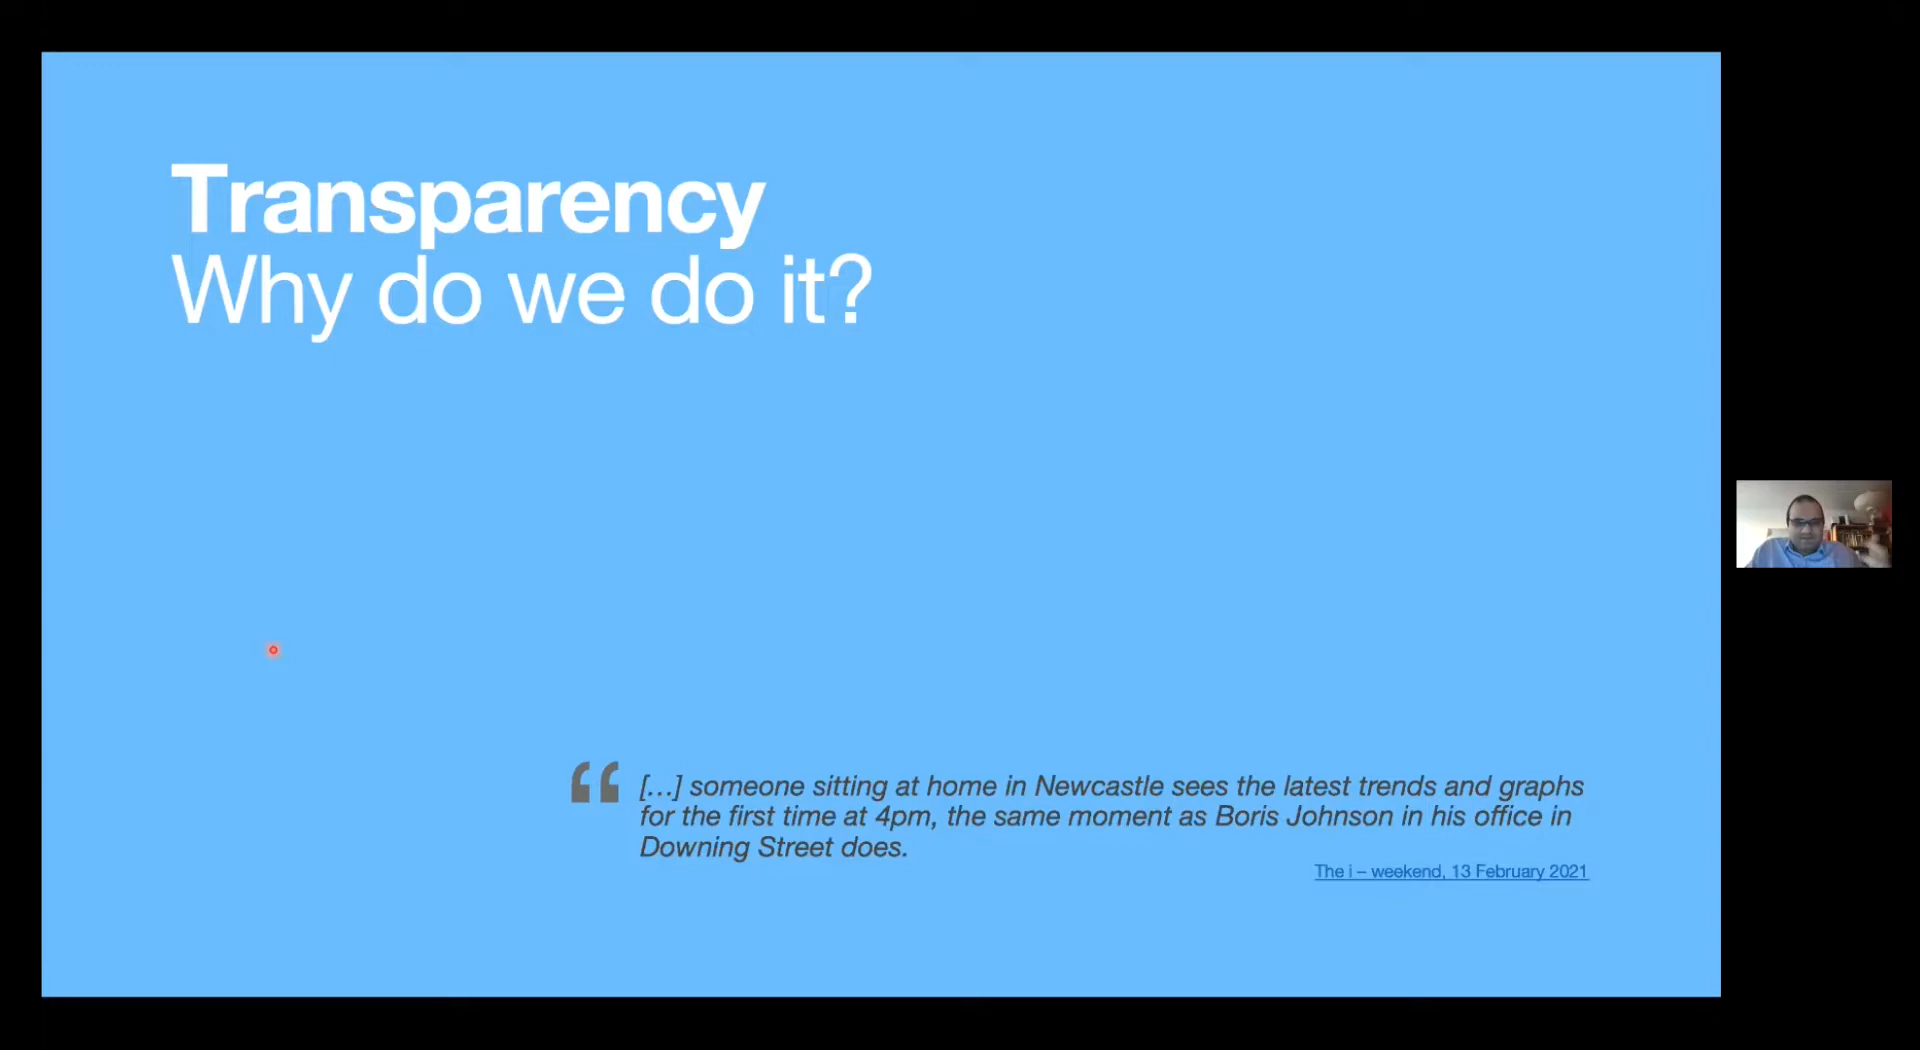 Transparency
Why do we do it?
“ […] someone sitting at home in Newcastle sees the latest trends and graphs
for the first time at 4pm, the same moment as Boris Johnson in his office in
Downing Street does.
The i – weekend, 13 February 2021